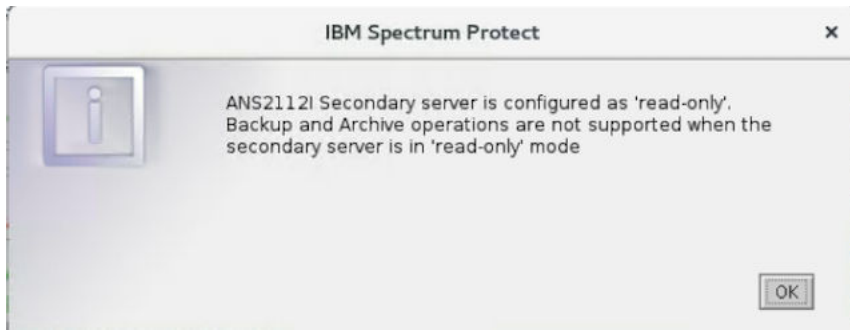 IBM Spectrum Protect
ANS2112I Secondary server is configured as 'read-only'.
Backup and Archive operations are not supported when the
secondary server is in 'read-only' mode
OK